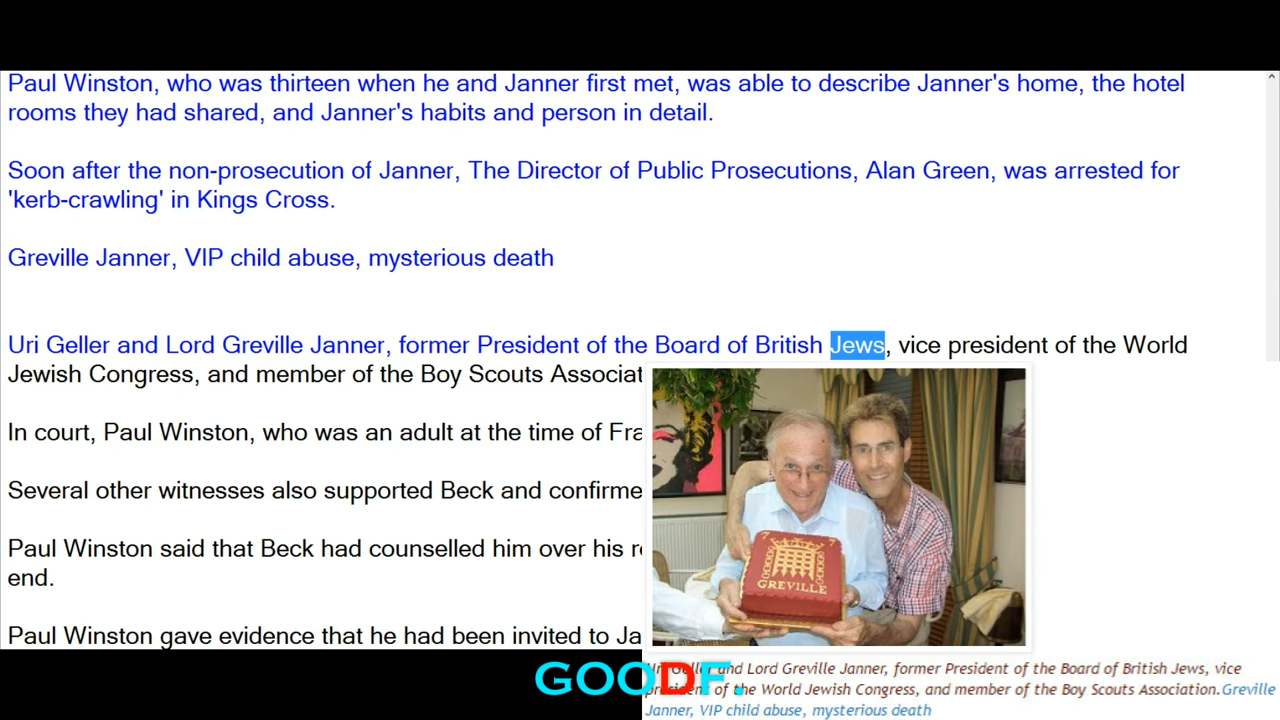 Paul Winston, who was thirteen when he and Janner first met, was able to describe Janner's home, the hotel
rooms they had shared, and Janner's habits and person in detail.
Soon after the non-prosecution of Janner, The Director of Public Prosecutions, Alan Green, was arrested for
'kerb-crawling' in Kings Cross.
Greville Janner, VIP child abuse, mysterious death
Uri Geller and Lord Greville Janner, former President of the Board of British Jews, vice president of the World
Jewish Congress, and member of the Boy Scouts Associat
In court, Paul Winston, who was an adult at the time of Fra
Several other witnesses also supported Beck and confirme
Paul Winston said that Beck had counselled him over his r
end.
Paul Winston gave evidence that he had been invited to Ja
GREVILLE
Uri Geller and Lord Greville Janner, former President of the Board of British Jews, vice
president of the World Jewish Congress, and member of the Boy Scouts Association.Greville
Janner, VIP child abuse, mysterious death
GOODF.